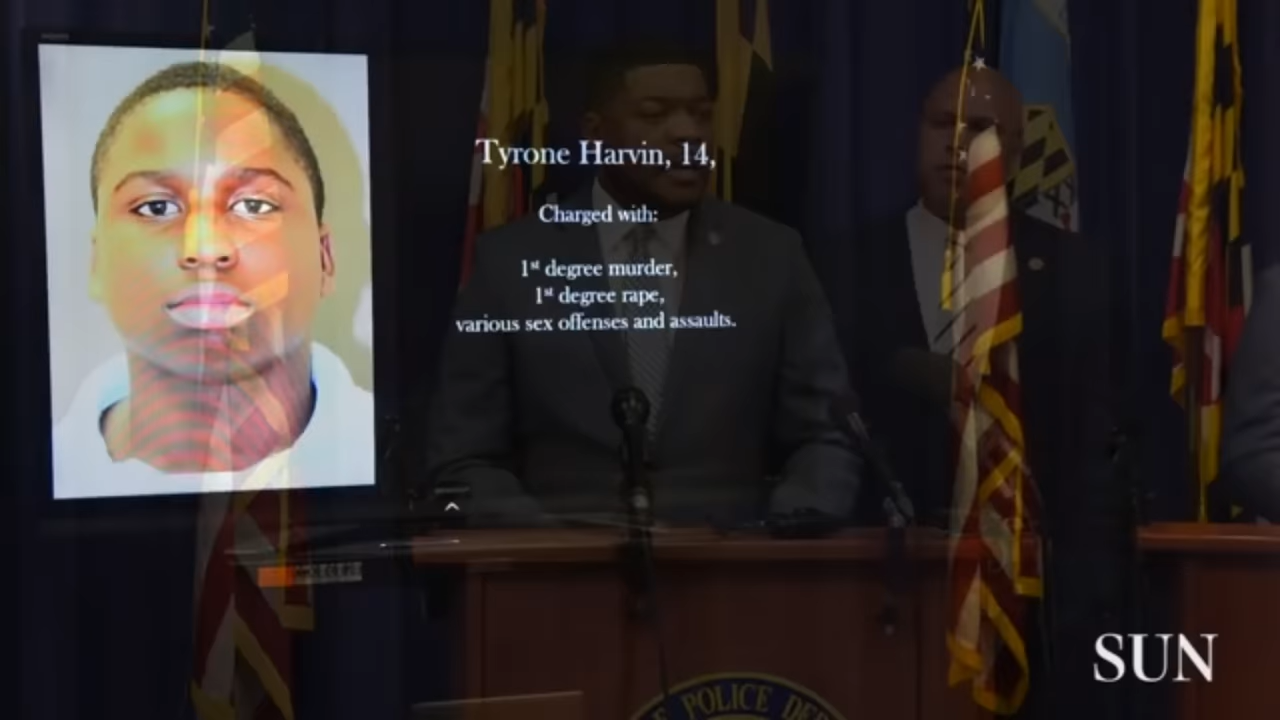 Tyrone Harvin, 14,
Charged with:
1st degree murder,
1st degree rape,
various sex offenses and assaults.
SUN
POLICE